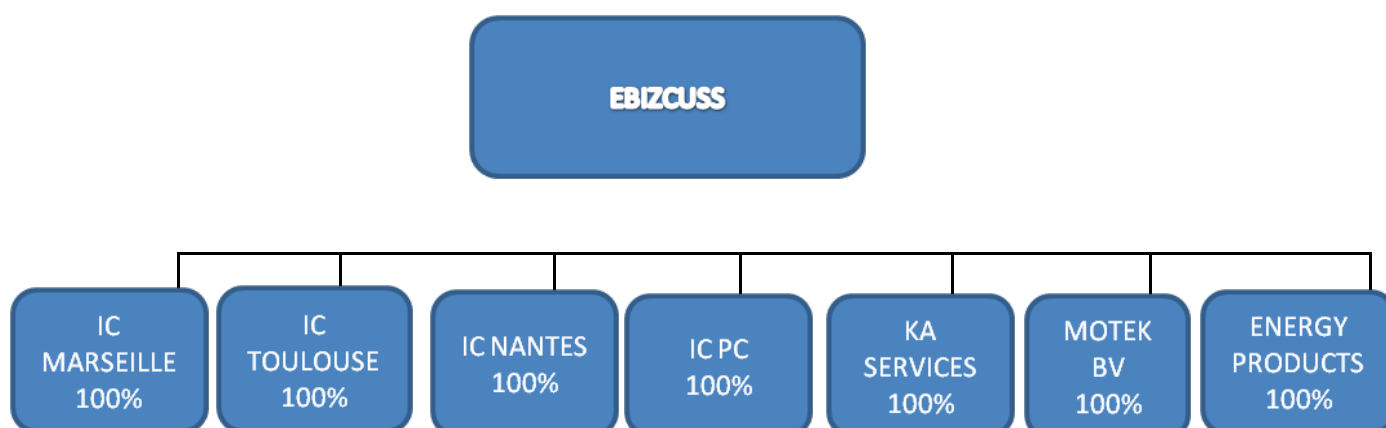 EBIZCUSS
IC
MARSEILLE
100%
IC
TOULOUSE
100%
IC NANTES
100%
IC PC
100%
KA
SERVICES
100%
MOTEK
BV
100%
ENERGY
PRODUCTS
100%